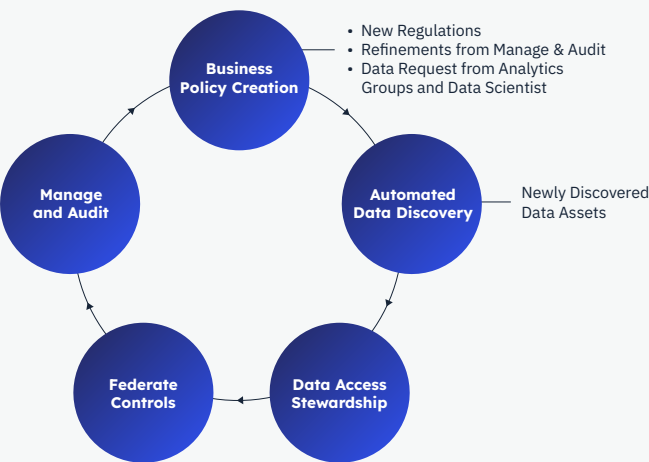 Business
Policy Creation
• New Regulations
• Refinements from Manage & Audit
• Data Request from Analytics
Groups and Data Scientist
Automated
Data Discovery
Newly Discovered
Data Assets
Data Access
Stewardship
Federate
Controls
Manage
and Audit